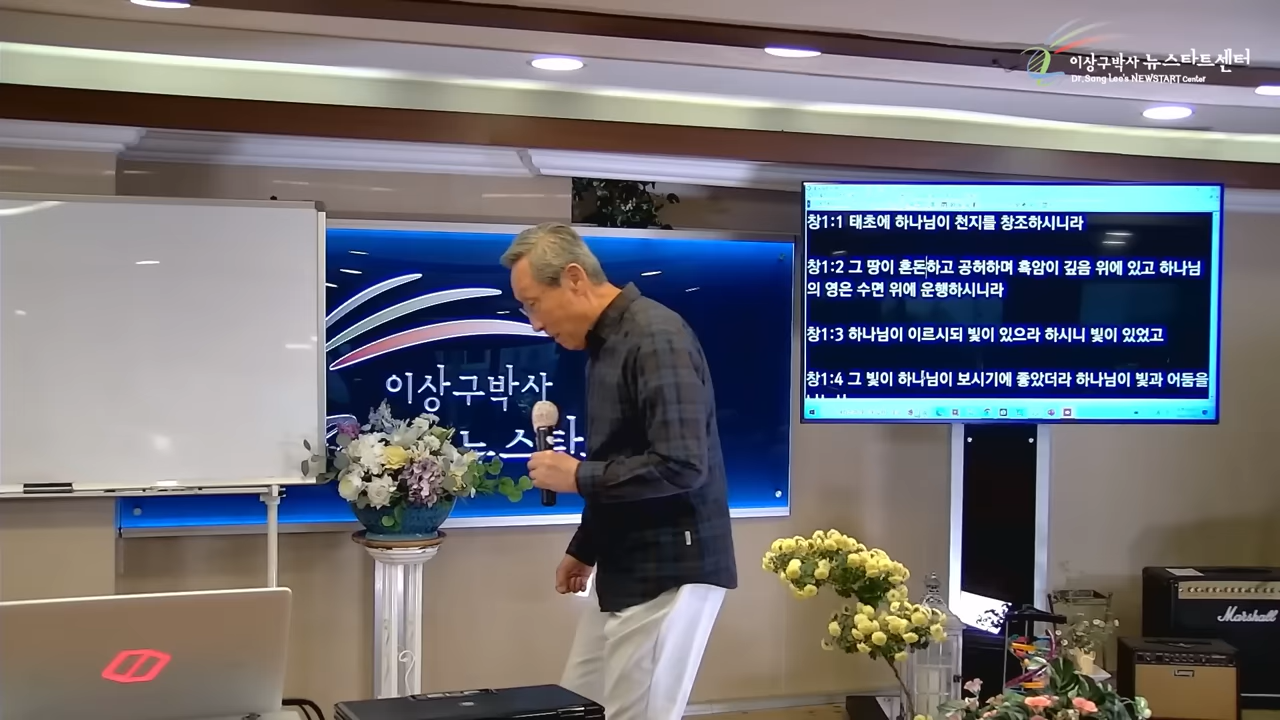 이상구박사 뉴스타트센터
Dr. Sang Lee's NEWSTART Center
창1:1 태초에 하나님이 천지를 창조하시니라
창1:2 그 땅이 혼돈하고 공허하며 흑암이 깊음 위에 있고 하나님
의 영은 수면 위에 운행하시니라
창1:3 하나님이 이르시되 빛이 있으라 하시니 빛이 있었고
창1:4 그 빛이 하나님이 보시기에 좋았더라 하나님이 빛과 어둠을
이상구박사
뉴스타
Marshall
Laney